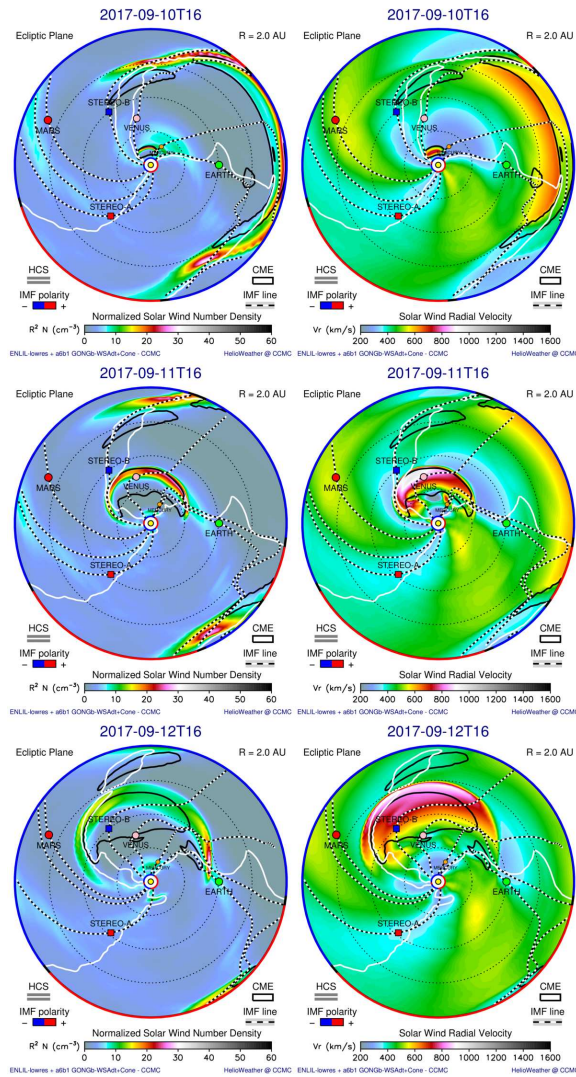 2017-09-10T16
2017-09-10T16
Ecliptic Plane
R = 2.0 AU
Ecliptic Plane
R = 2.0 AU
STEREO-B
MARS
VENUS
MERCURY
EARTH
STEREO-A
STEREO-B
MARS
VENUS
MERCURY
EARTH
STEREO-A
HCS
CME
HCS
CME
IMF polarity
IMF line
IMF polarity
IMF line
- +
Normalized Solar Wind Number Density
- +
Solar Wind Radial Velocity
R² N (cm⁻³)
0 10 20 30 40 50 60
Vr (km/s)
200 400 600 800 1000 1200 1400 1600
ENLIL-lowres + a6b1 GONGb-WSAdt+Cone - CCMC
HelioWeather @ CCMC
ENLIL-lowres + a6b1 GONGb-WSAdt+Cone - CCMC
HelioWeather @ CCMC
2017-09-11T16
2017-09-11T16
Ecliptic Plane
R = 2.0 AU
Ecliptic Plane
R = 2.0 AU
STEREO-B
MARS
VENUS
MERCURY
EARTH
STEREO-A
STEREO-B
MARS
VENUS
MERCURY
EARTH
STEREO-A
HCS
CME
HCS
CME
IMF polarity
IMF line
IMF polarity
IMF line
- +
Normalized Solar Wind Number Density
- +
Solar Wind Radial Velocity
R² N (cm⁻³)
0 10 20 30 40 50 60
Vr (km/s)
200 400 600 800 1000 1200 1400 1600
ENLIL-lowres + a6b1 GONGb-WSAdt+Cone - CCMC
HelioWeather @ CCMC
ENLIL-lowres + a6b1 GONGb-WSAdt+Cone - CCMC
HelioWeather @ CCMC
2017-09-12T16
2017-09-12T16
Ecliptic Plane
R = 2.0 AU
Ecliptic Plane
R = 2.0 AU
STEREO-B
MARS
VENUS
MERCURY
EARTH
STEREO-A
STEREO-B
MARS
VENUS
MERCURY
EARTH
STEREO-A
HCS
CME
HCS
CME
IMF polarity
IMF line
IMF polarity
IMF line
- +
Normalized Solar Wind Number Density
- +
Solar Wind Radial Velocity
R² N (cm⁻³)
0 10 20 30 40 50 60
Vr (km/s)
200 400 600 800 1000 1200 1400 1600
ENLIL-lowres + a6b1 GONGb-WSAdt+Cone - CCMC
HelioWeather @ CCMC
ENLIL-lowres + a6b1 GONGb-WSAdt+Cone - CCMC
HelioWeather @ CCMC